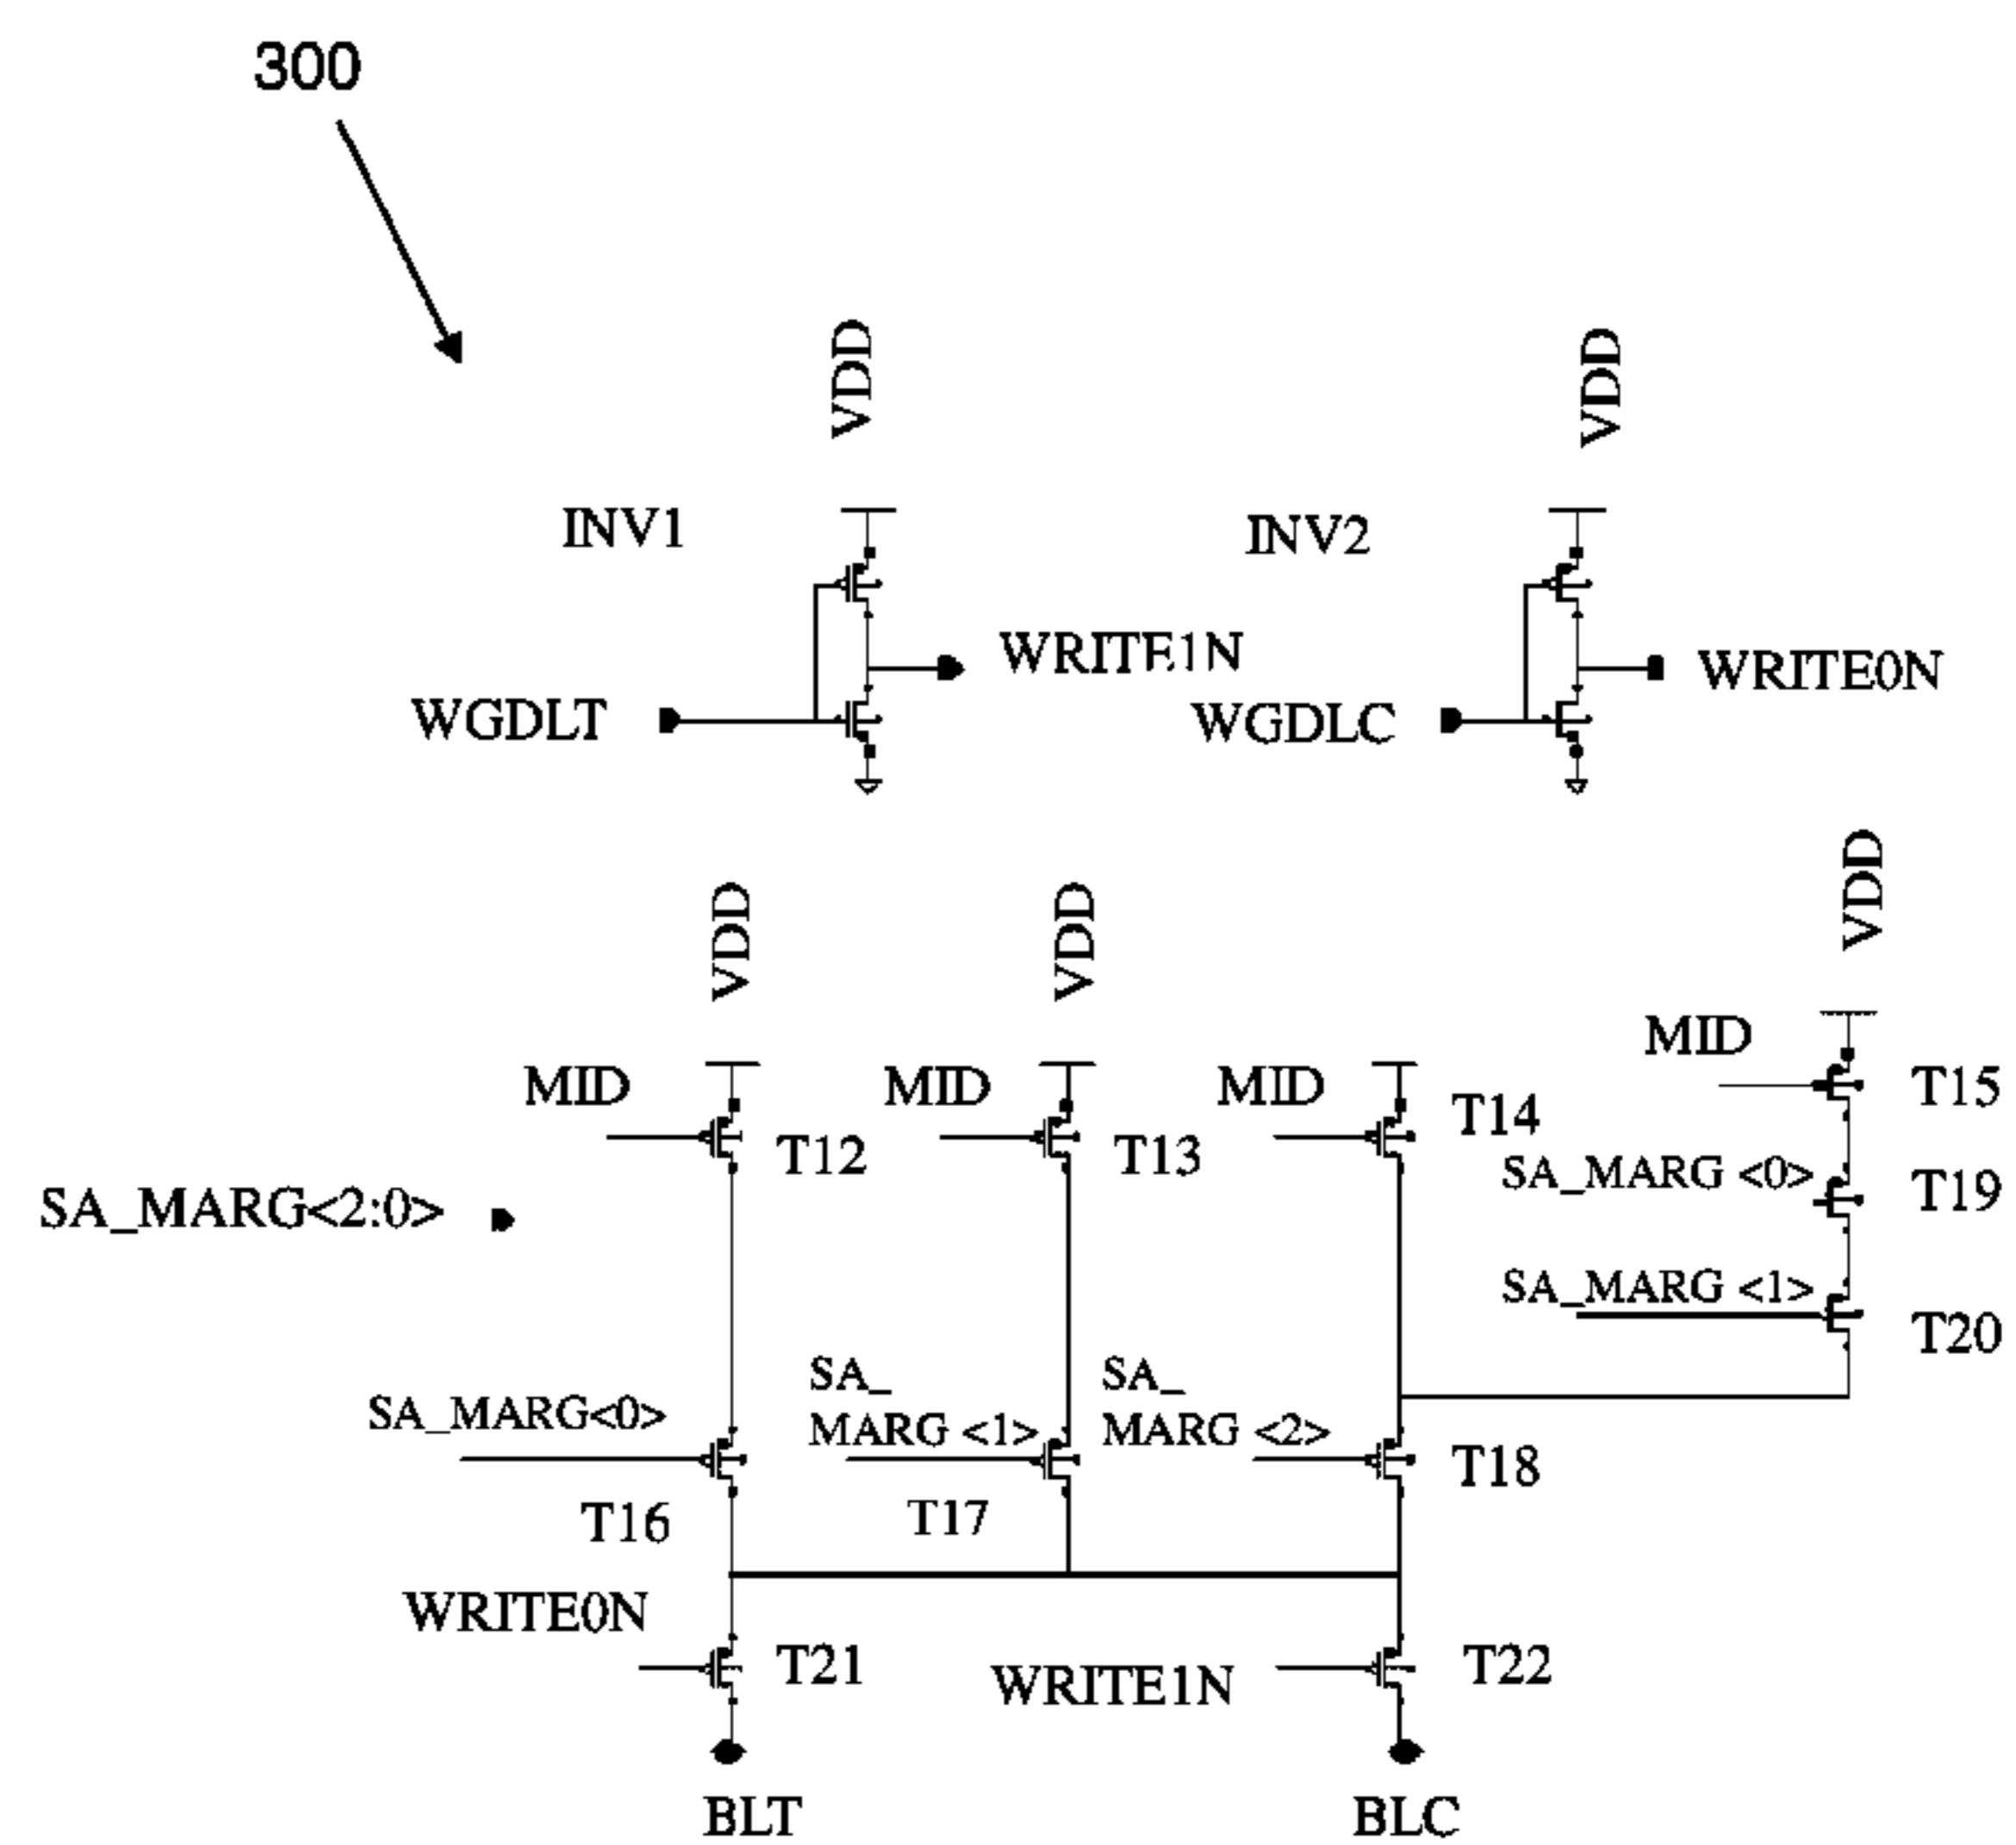 300
VDD
VDD
INV1
INV2
WRITE1N
WRITE0N
WGDLT
WGDLC
VDD
VDD
VDD
MID
MID
MID
MID
T12
T13
T14
T15
SA_MARG<2:0>
SA_MARG <0>
T19
SA_MARG <1>
T20
SA_MARG<0>
SA_
MARG <1>
SA_
MARG <2>
T16
T17
T18
WRITE0N
T21
WRITE1N
T22
BLT
BLC